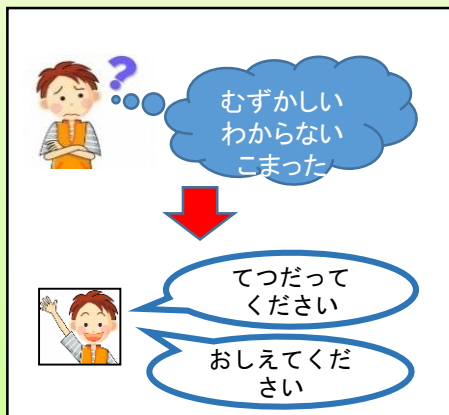 ?
むずかしい
わからない
こまった
てつだって
ください
おしえてくだ
さい